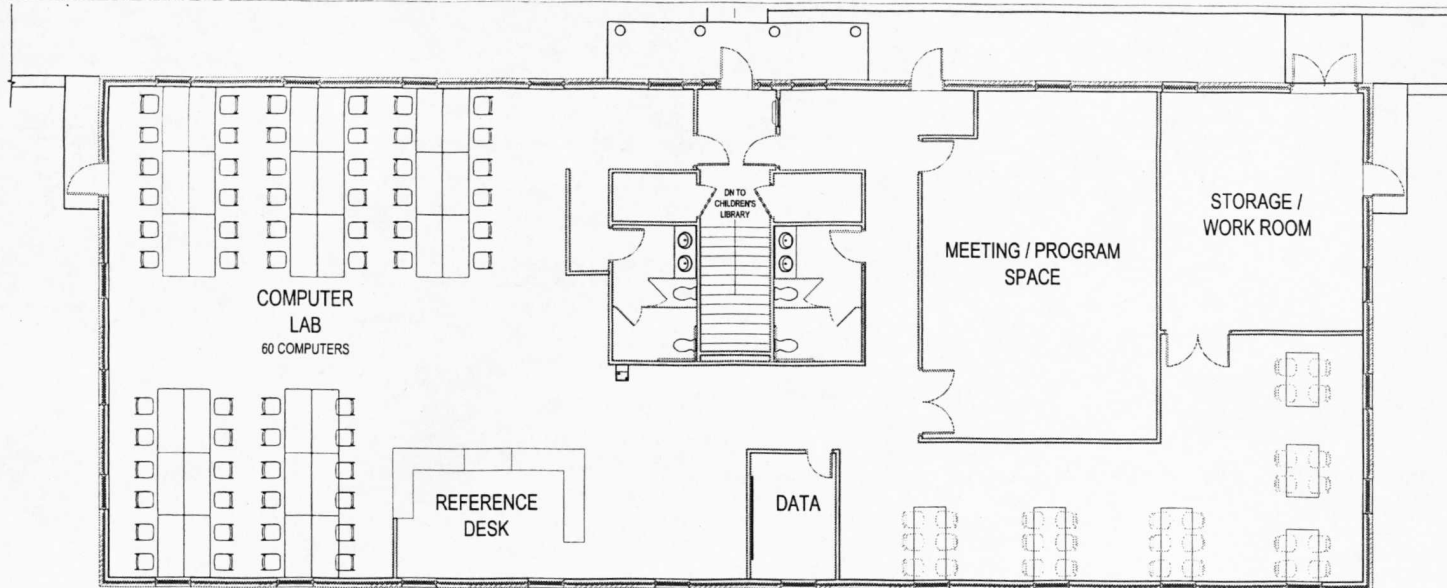 DN TO
CHILDREN'S
LIBRARY
STORAGE /
WORK ROOM
MEETING / PROGRAM
SPACE
COMPUTER
LAB
60 COMPUTERS
REFERENCE
DESK
DATA